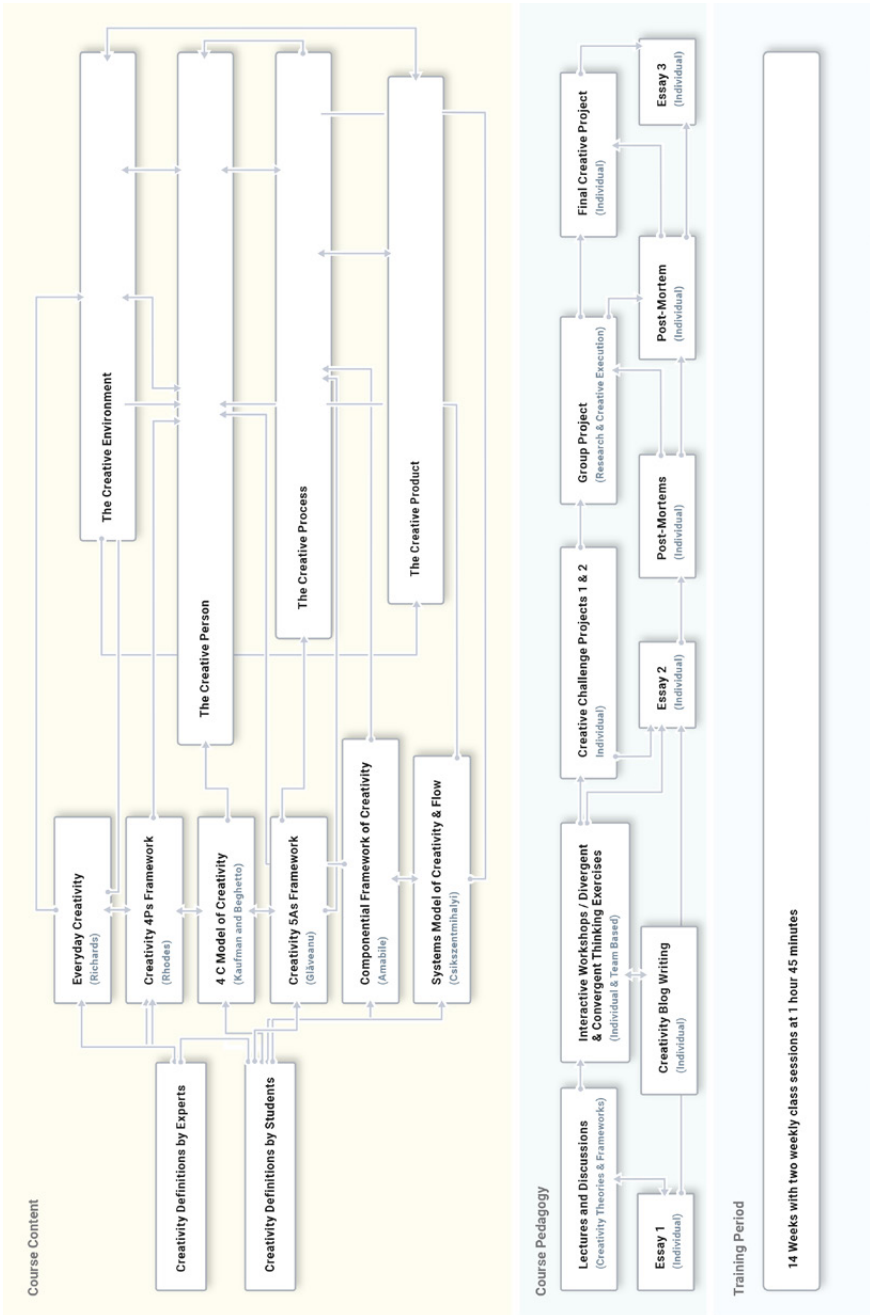 Course Content
Creativity Definitions by Experts
Creativity Definitions by Students
Everyday Creativity
(Richards)
Creativity 4Ps Framework
(Rhodes)
4 C Model of Creativity
(Kaufman and Beghetto)
Creativity 5As Framework
(Glăveanu)
Componential Framework of Creativity
(Amabile)
Systems Model of Creativity & Flow
(Csikszentmihalyi)
The Creative Environment
The Creative Person
The Creative Process
The Creative Product
Course Pedagogy
Lectures and Discussions
(Creativity Theories & Frameworks)
Essay 1
(Individual)
Interactive Workshops / Divergent
& Convergent Thinking Exercises
(Individual & Team Based)
Creativity Blog Writing
(Individual)
Creative Challenge Projects 1 & 2
Individual)
Essay 2
(Individual)
Group Project
(Research & Creative Execution)
Post-Mortems
(Individual)
Final Creative Project
(Individual)
Post-Mortem
(Individual)
Essay 3
(Individual)
Training Period
14 Weeks with two weekly class sessions at 1 hour 45 minutes